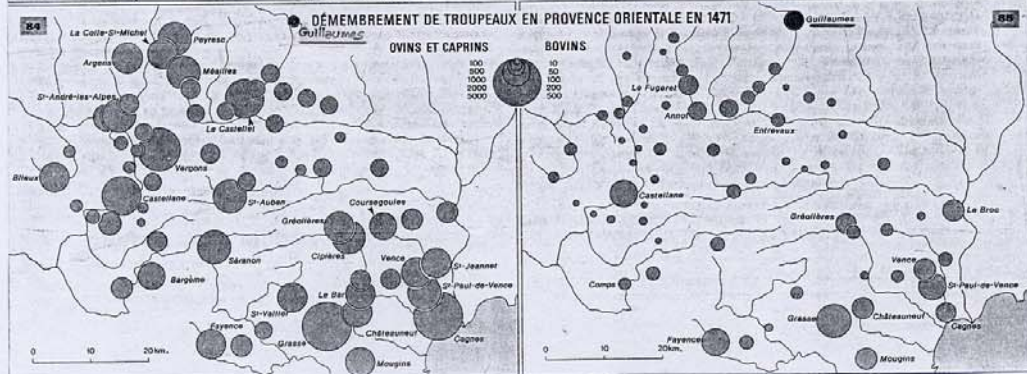 84
DÉMEMBREMENT DE TROUPEAUX EN PROVENCE ORIENTALE EN 1471
Guillaumes
OVINS ET CAPRINS
BOVINS
100
500
1000
2000
5000
10
50
100
200
500
La Colle-St-Michel
Peyresc
Argens
Méailles
St-André-les-Alpes
Le Castellet
Vergons
Blieux
Castellane
St-Auban
Gréolières
Coursegoules
Cipières
Séranon
Vence
St-Jeannet
Bargème
Le Bar
St-Paul-de-Vence
St-Vallier
Fayence
Grasse
Châteauneuf
Cagnes
Mougins
0 10 20 km.
85
Guillaumes
Le Fugeret
Annot
Entrevaux
Castellane
Le Broc
Gréolières
Vence
St-Paul-de-Vence
Comps
Grasse
Châteauneuf
Cagnes
Fayence
Mougins
0 10 20km.